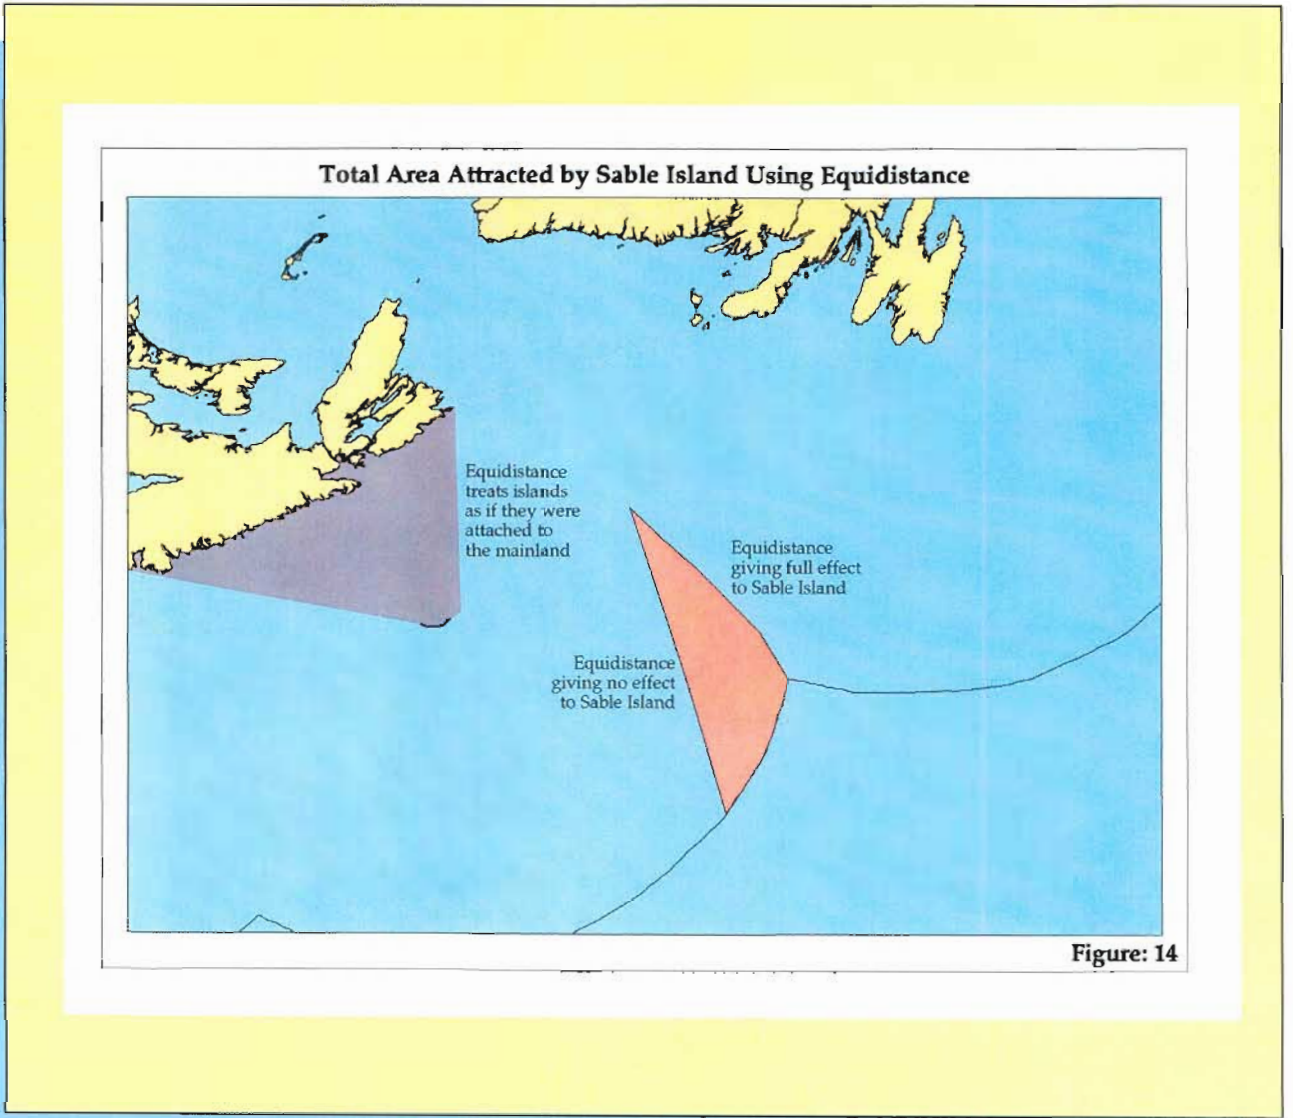 Total Area Attracted by Sable Island Using Equidistance
Equidistance
treats islands
as if they were
attached to
the mainland
Equidistance
giving full effect
to Sable Island
Equidistance
giving no effect
to Sable Island
Figure: 14